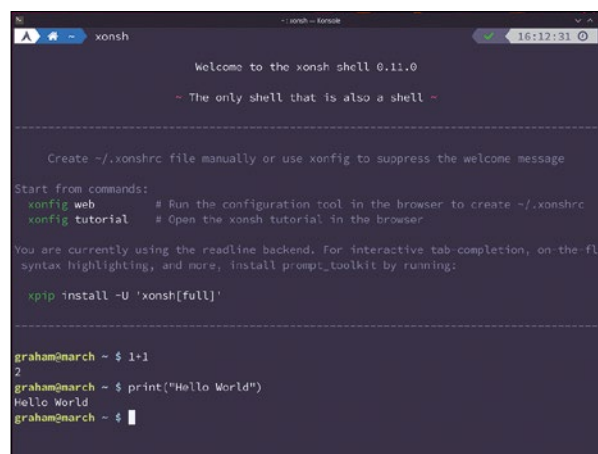 ~ : xonsh — Konsole
~ xonsh 16:12:31
Welcome to the xonsh shell 0.11.0
~ The only shell that is also a shell ~
Create ~/.xonshrc file manually or use xonfig to suppress the welcome message
Start from commands:
xonfig web # Run the configuration tool in the browser to create ~/.xonshrc
xonfig tutorial # Open the xonsh tutorial in the browser
You are currently using the readline backend. For interactive tab-completion, on-the-fl
syntax highlighting, and more, install prompt_toolkit by running:
xpip install -U 'xonsh[full]'
graham@march ~ $ 1+1
2
graham@march ~ $ print("Hello World")
Hello World
graham@march ~ $